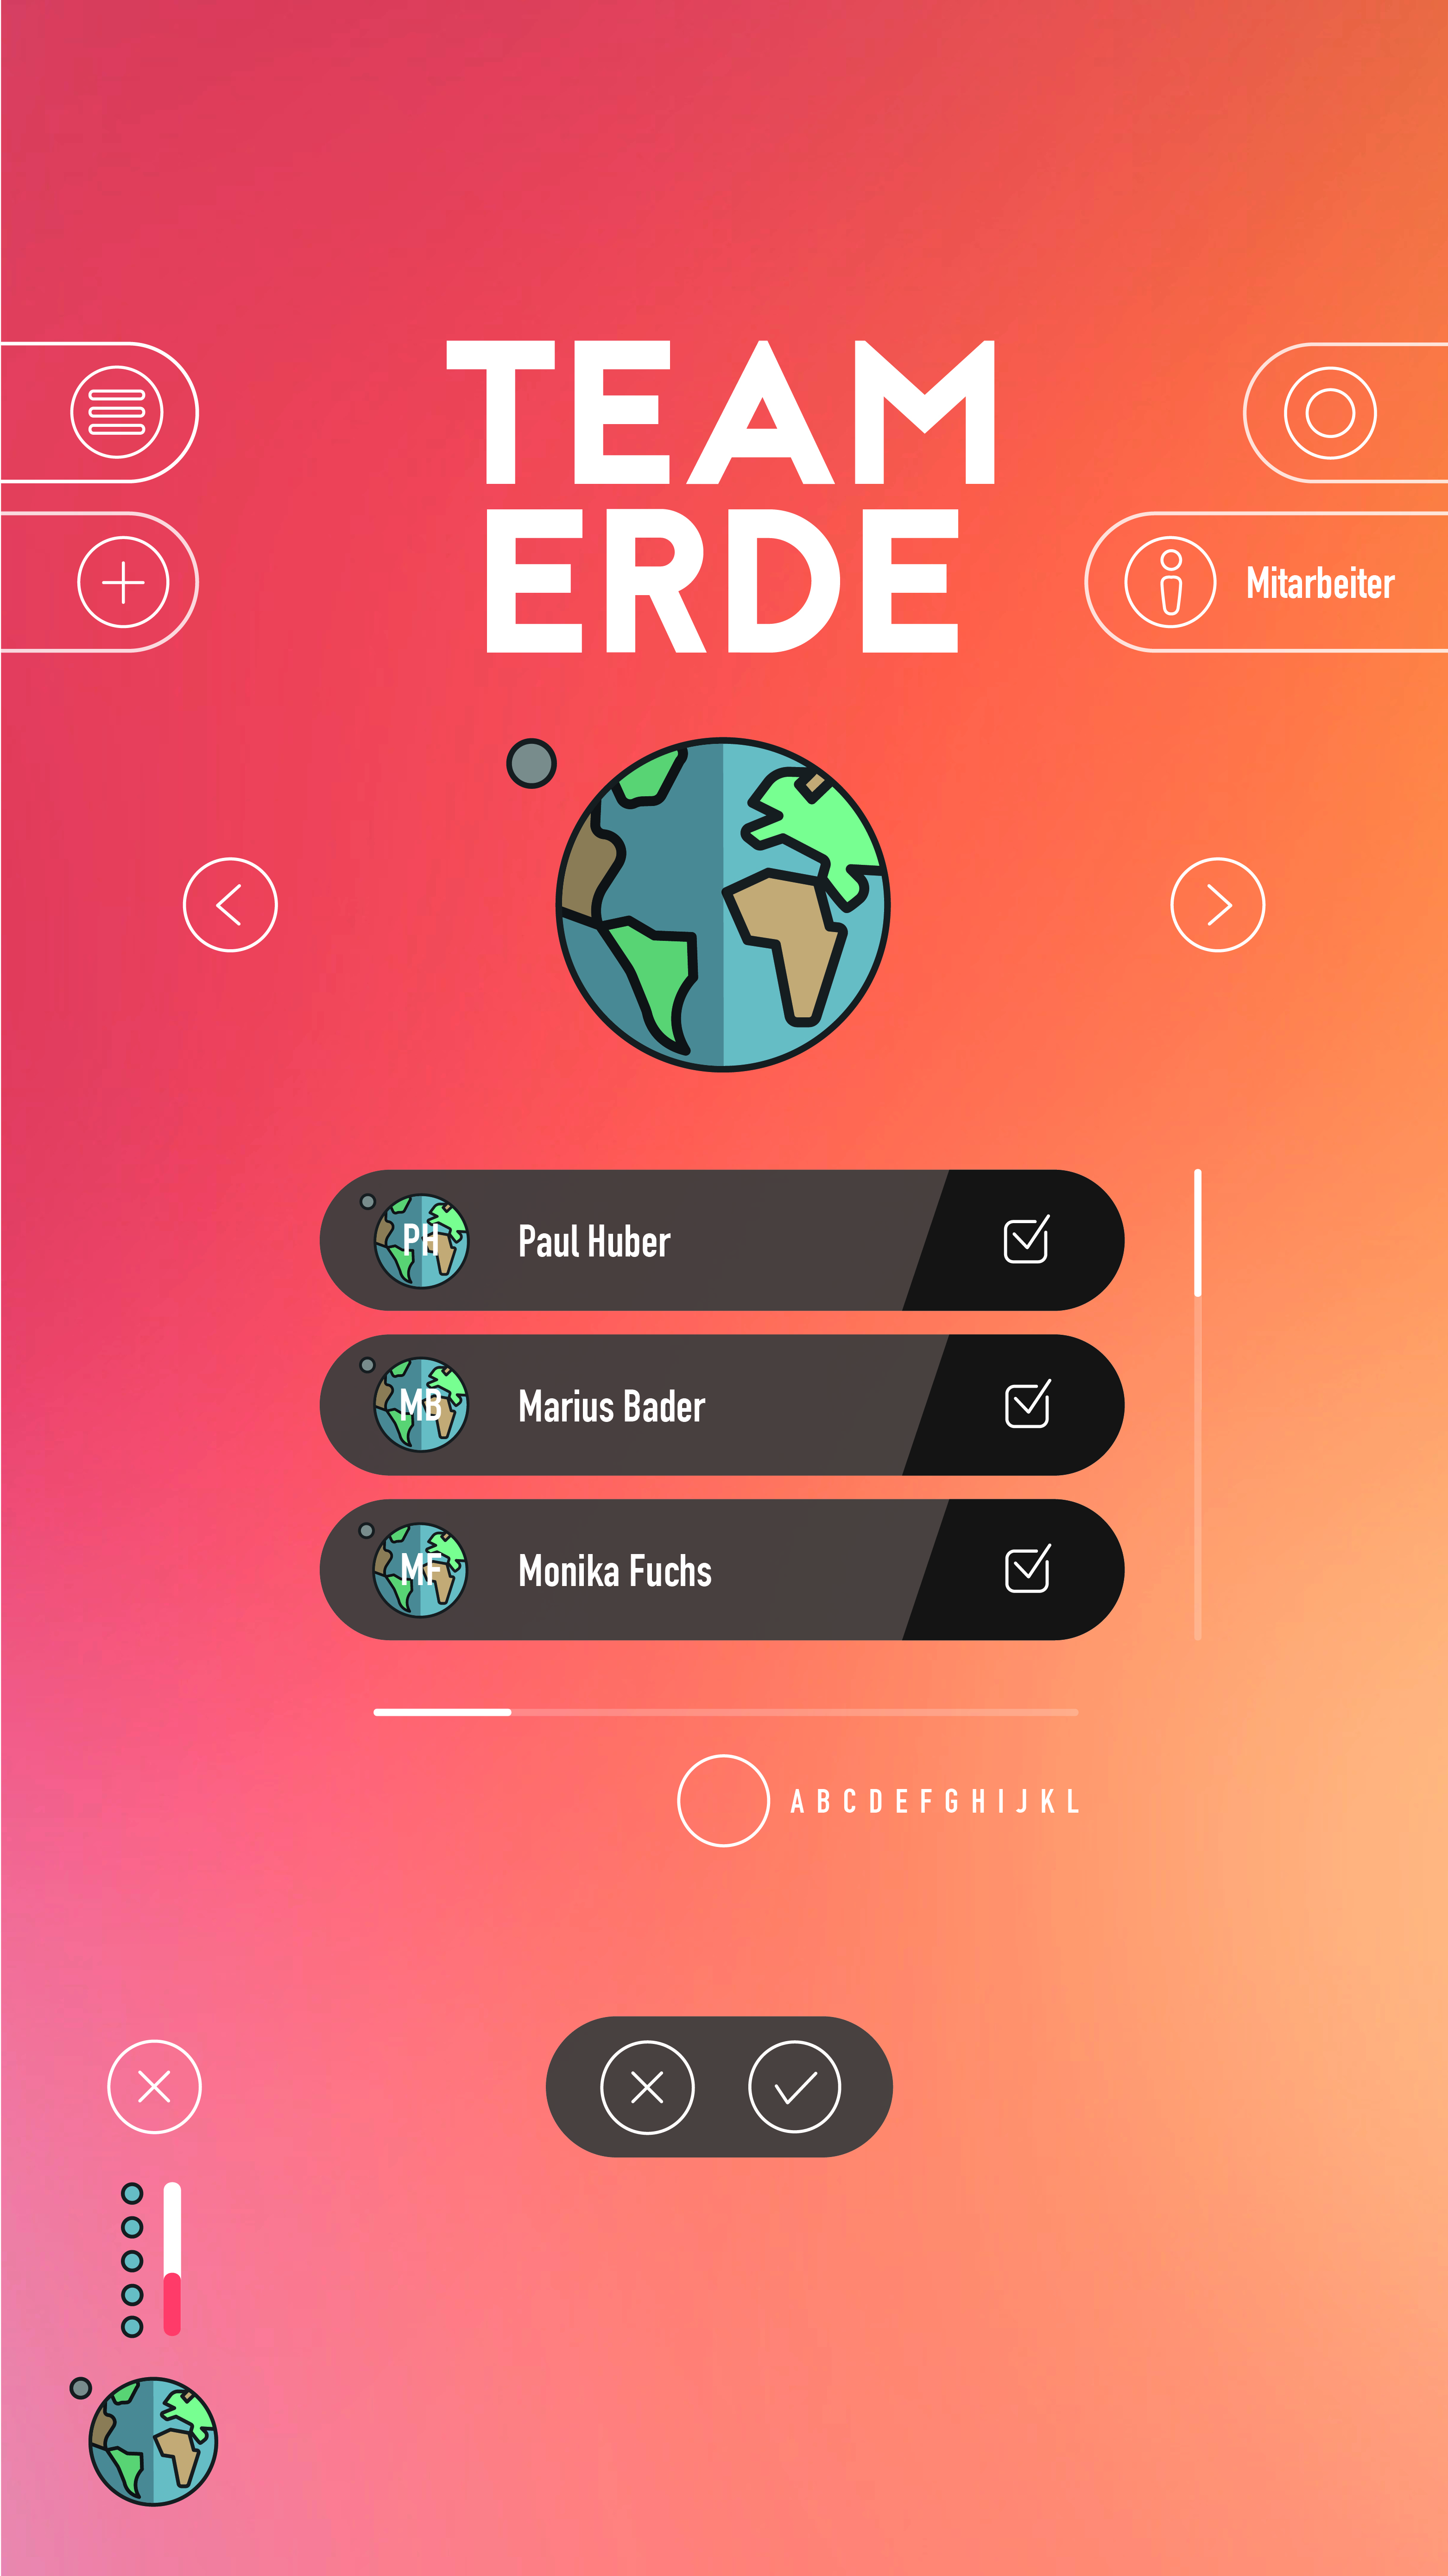 TEAM
ERDE
Mitarbeiter
PH Paul Huber
MB Marius Bader
MF Monika Fuchs
A B C D E F G H I J K L